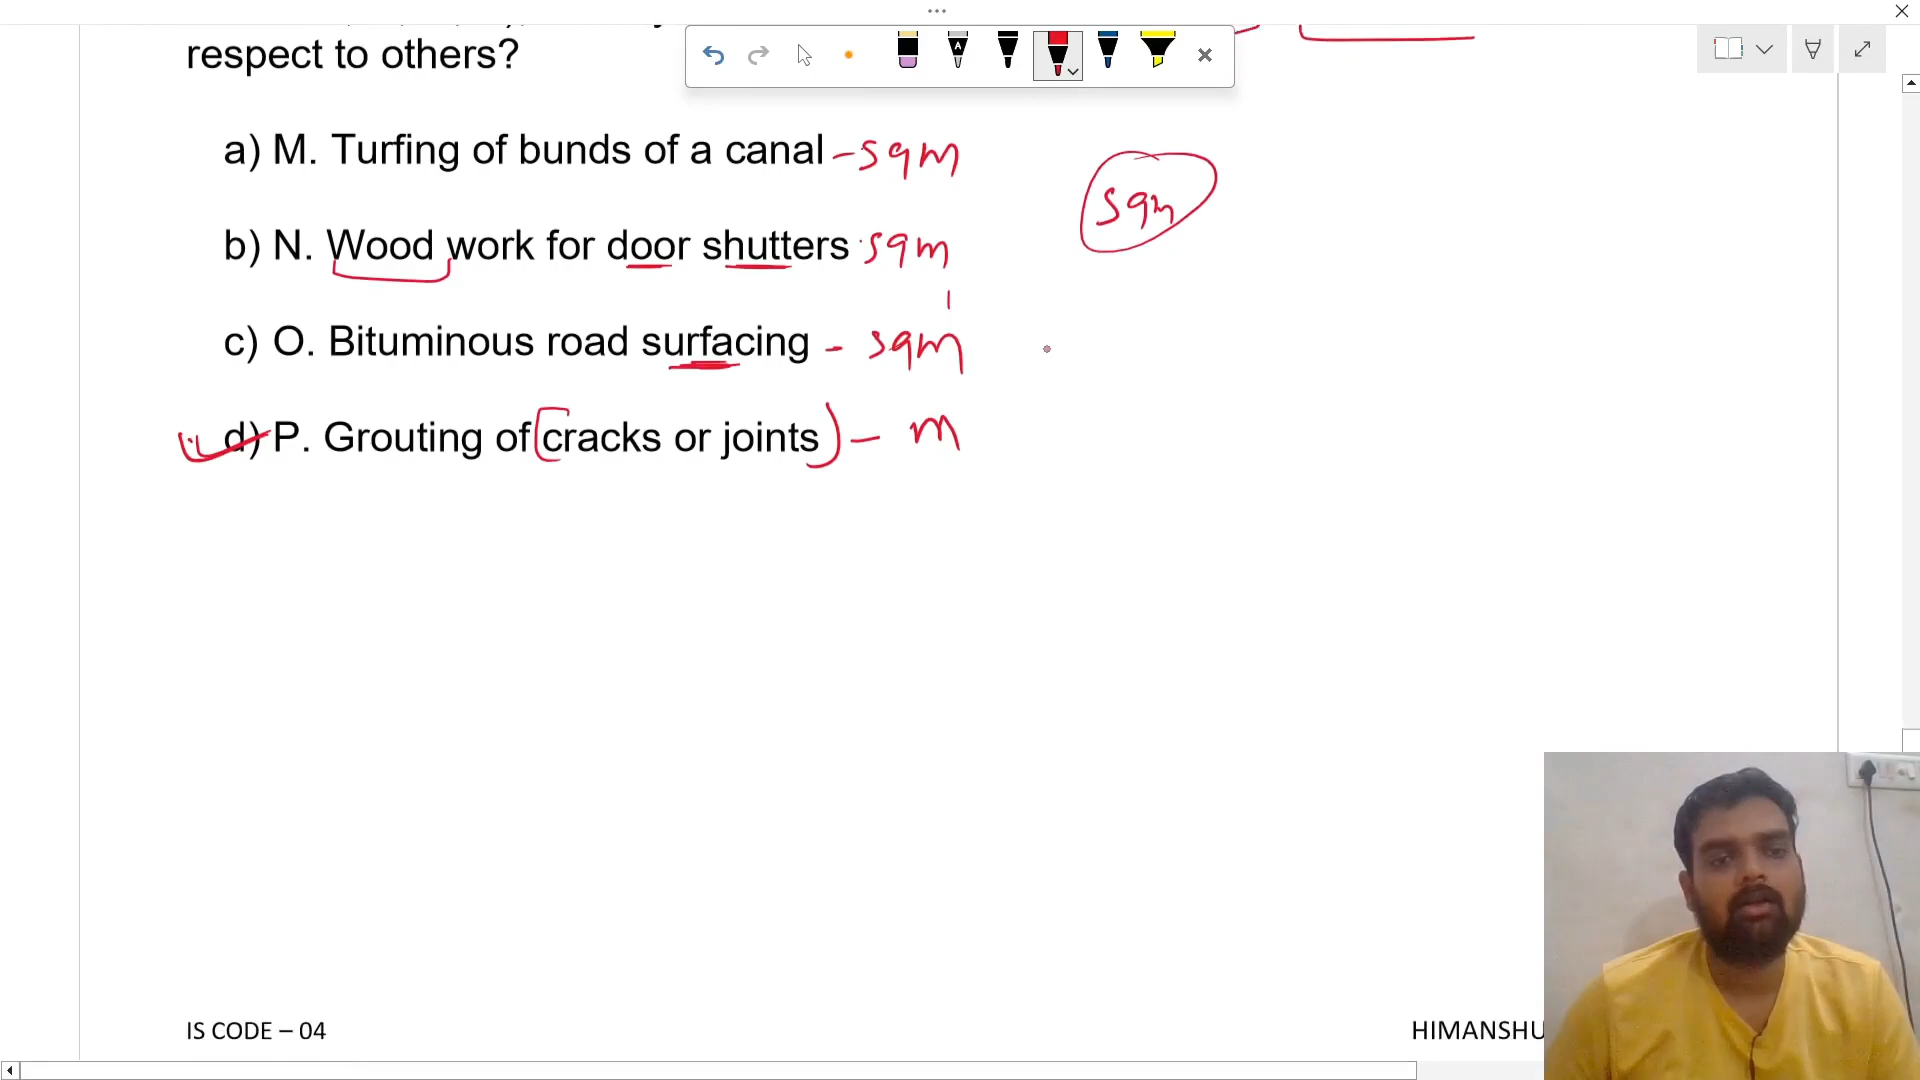 respect to others?
a) M. Turfing of bunds of a canal - sqm
sqm
b) N. Wood work for door shutters sqm
c) O. Bituminous road surfacing - sqm
d) P. Grouting of cracks or joints - m
IS CODE – 04
HIMANSHU